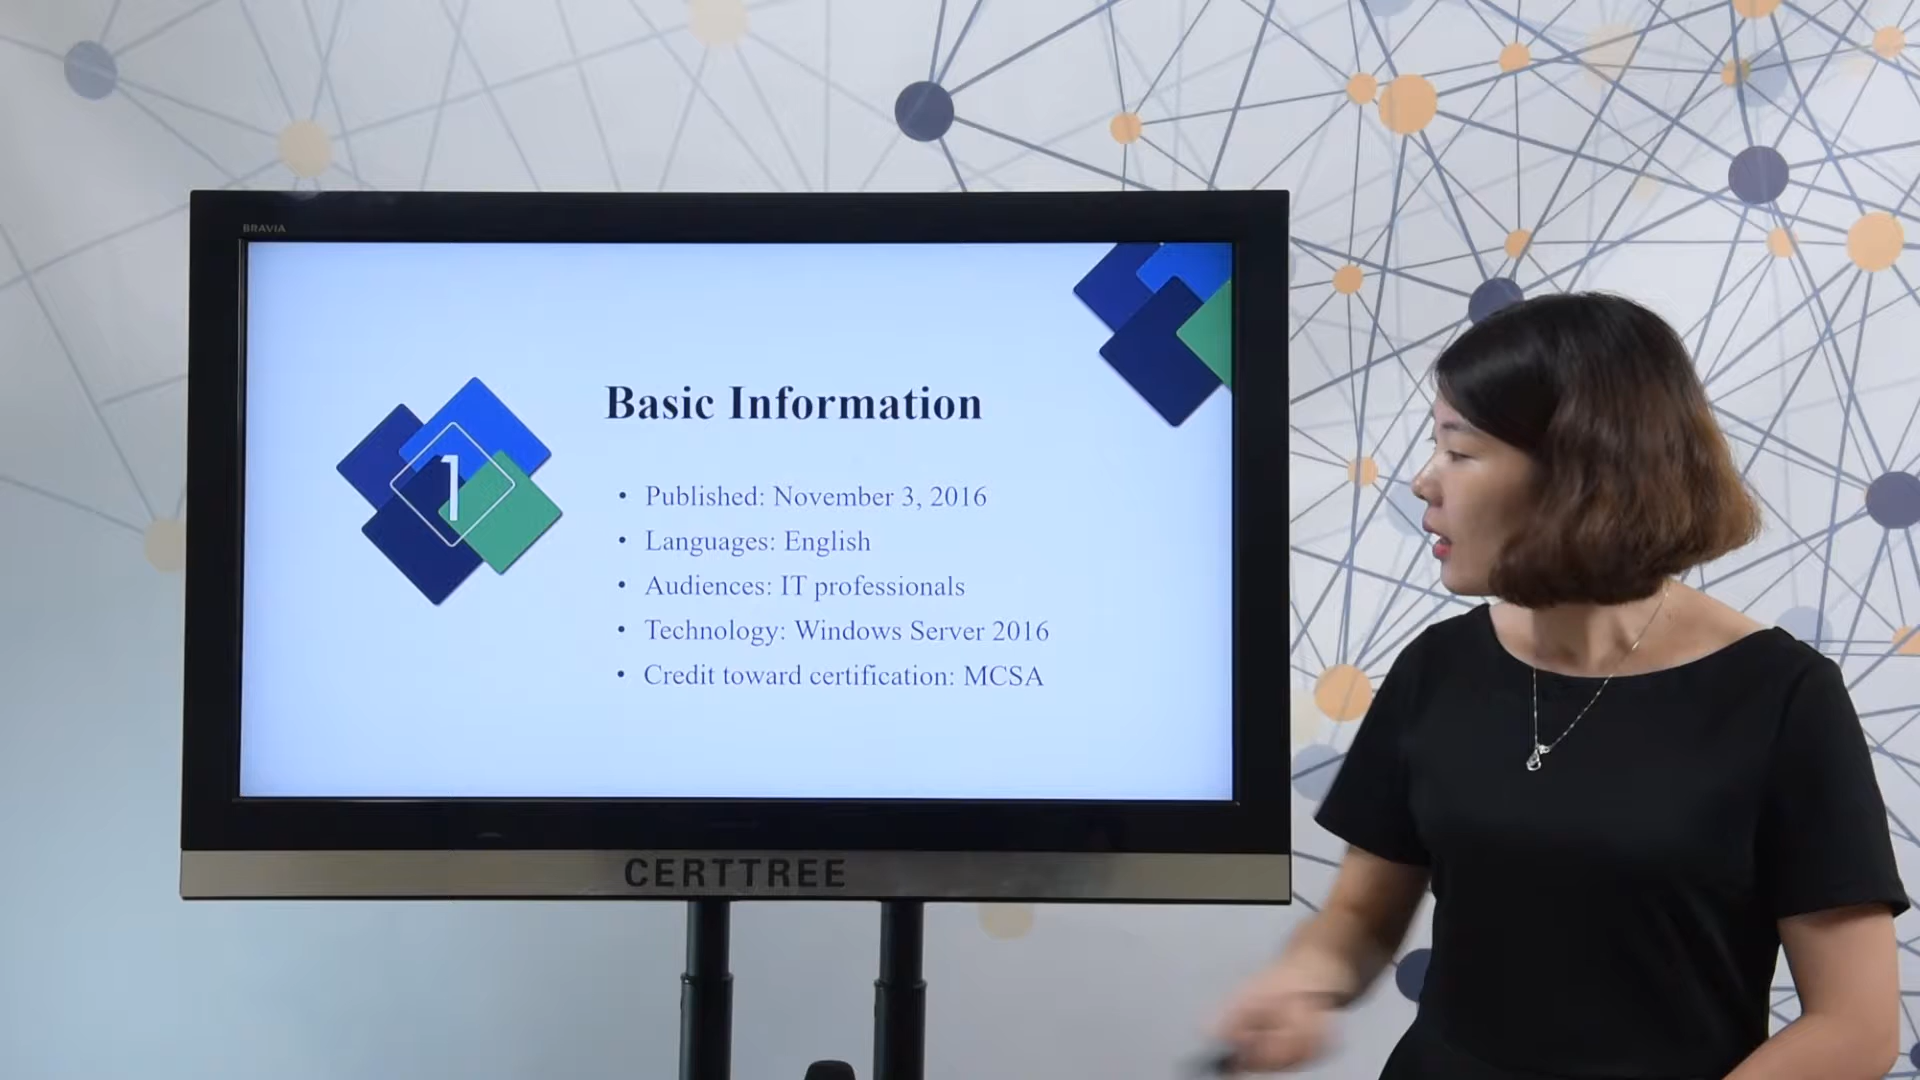 BRAVIA
1
Basic Information
• Published: November 3, 2016
• Languages: English
• Audiences: IT professionals
• Technology: Windows Server 2016
• Credit toward certification: MCSA
CERTTREE